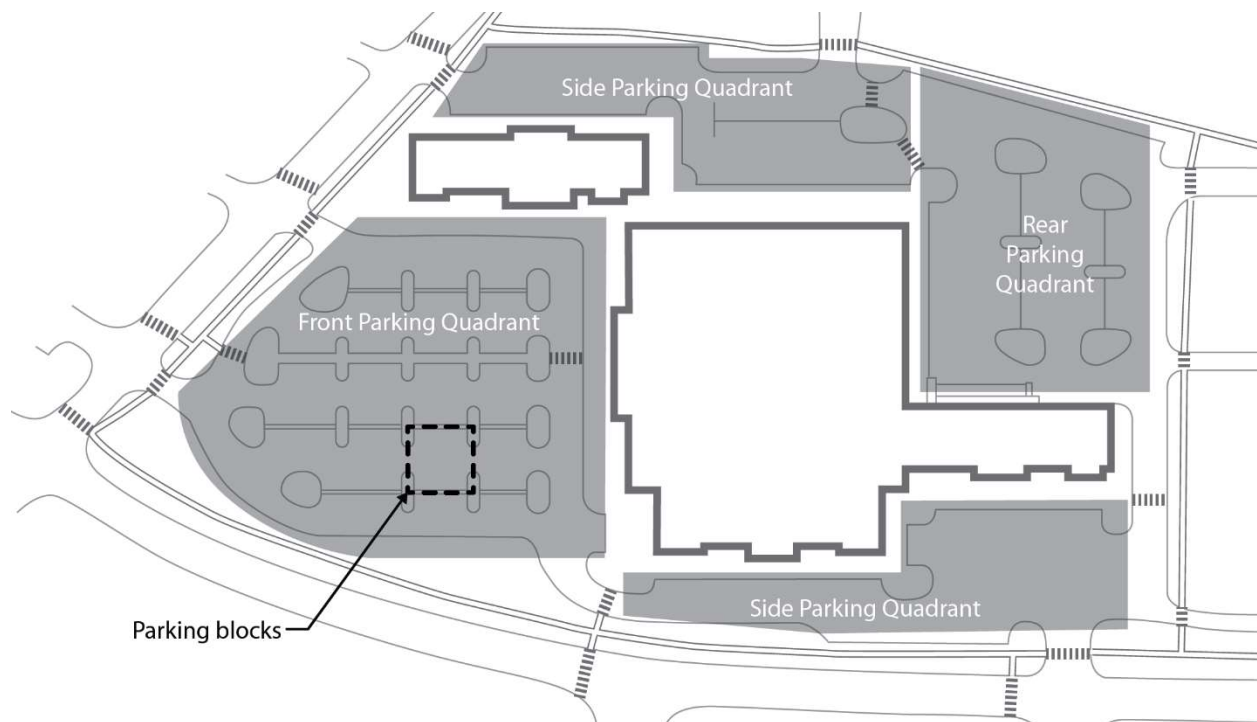 Side Parking Quadrant
Rear
Parking
Quadrant
Front Parking Quadrant
Side Parking Quadrant
Parking blocks